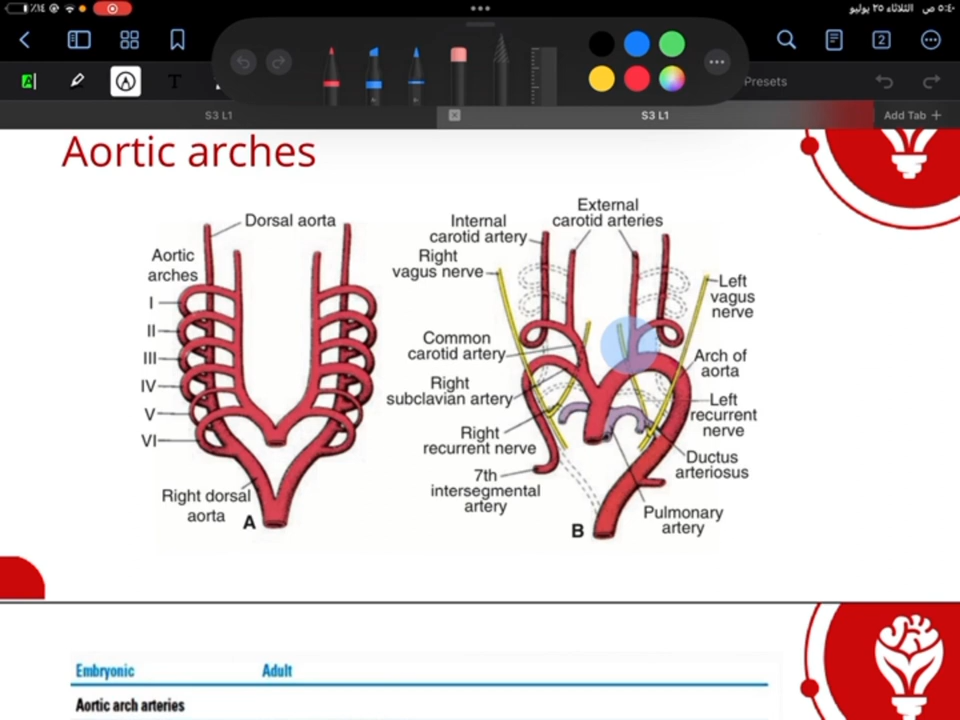 ٥:٤٠ ص الثلاثاء ٢٥ يوليو
٪٣٤
2
A
T
Presets
S3 L1
S3 L1
Add Tab +
Aortic arches
Dorsal aorta
Aortic
arches
I
II
III
IV
V
VI
Right dorsal
aorta
A
Internal
carotid artery
External
carotid arteries
Right
vagus nerve
Left
vagus
nerve
Common
carotid artery
Arch of
aorta
Right
subclavian artery
Left
recurrent
nerve
Right
recurrent nerve
Ductus
arteriosus
7th
intersegmental
artery
Pulmonary
artery
B
Embryonic Adult
Aortic arch arteries